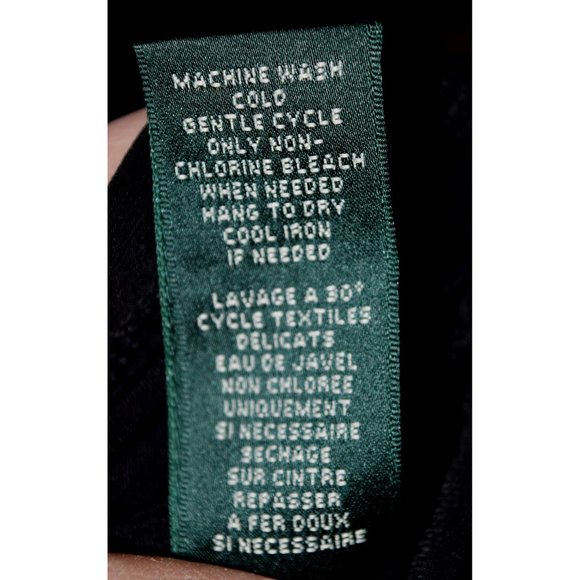 MACHINE WASH
COLD
GENTLE CYCLE
ONLY NON-
CHLORINE BLEACH
WHEN NEEDED
HANG TO DRY
COOL IRON
IF NEEDED
LAVAGE A 30°
CYCLE TEXTILES
DELICATS
EAU DE JAVEL
NON CHLOREE
UNIQUEMENT
SI NECESSAIRE
SECHAGE
SUR CINTRE
REPASSER
A FER DOUX
SI NECESSAIRE